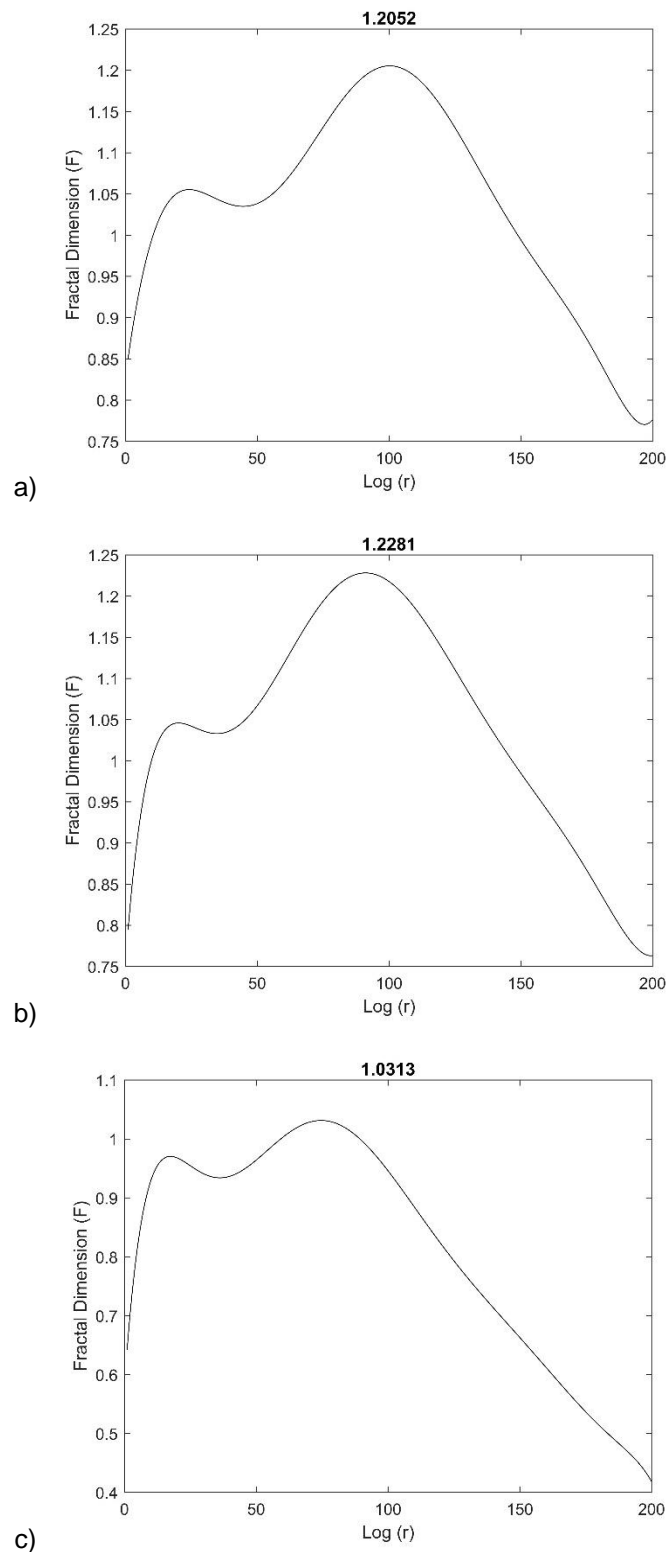 1.2052
1.25
1.2
1.15
1.1
1.05
1
0.95
0.9
0.85
0.8
0.75
Fractal Dimension (F)
0 50 100 150 200
Log (r)
a)
1.2281
1.25
1.2
1.15
1.1
1.05
1
0.95
0.9
0.85
0.8
0.75
Fractal Dimension (F)
0 50 100 150 200
Log (r)
b)
1.0313
1.1
1
0.9
0.8
0.7
0.6
0.5
0.4
Fractal Dimension (F)
0 50 100 150 200
Log (r)
c)